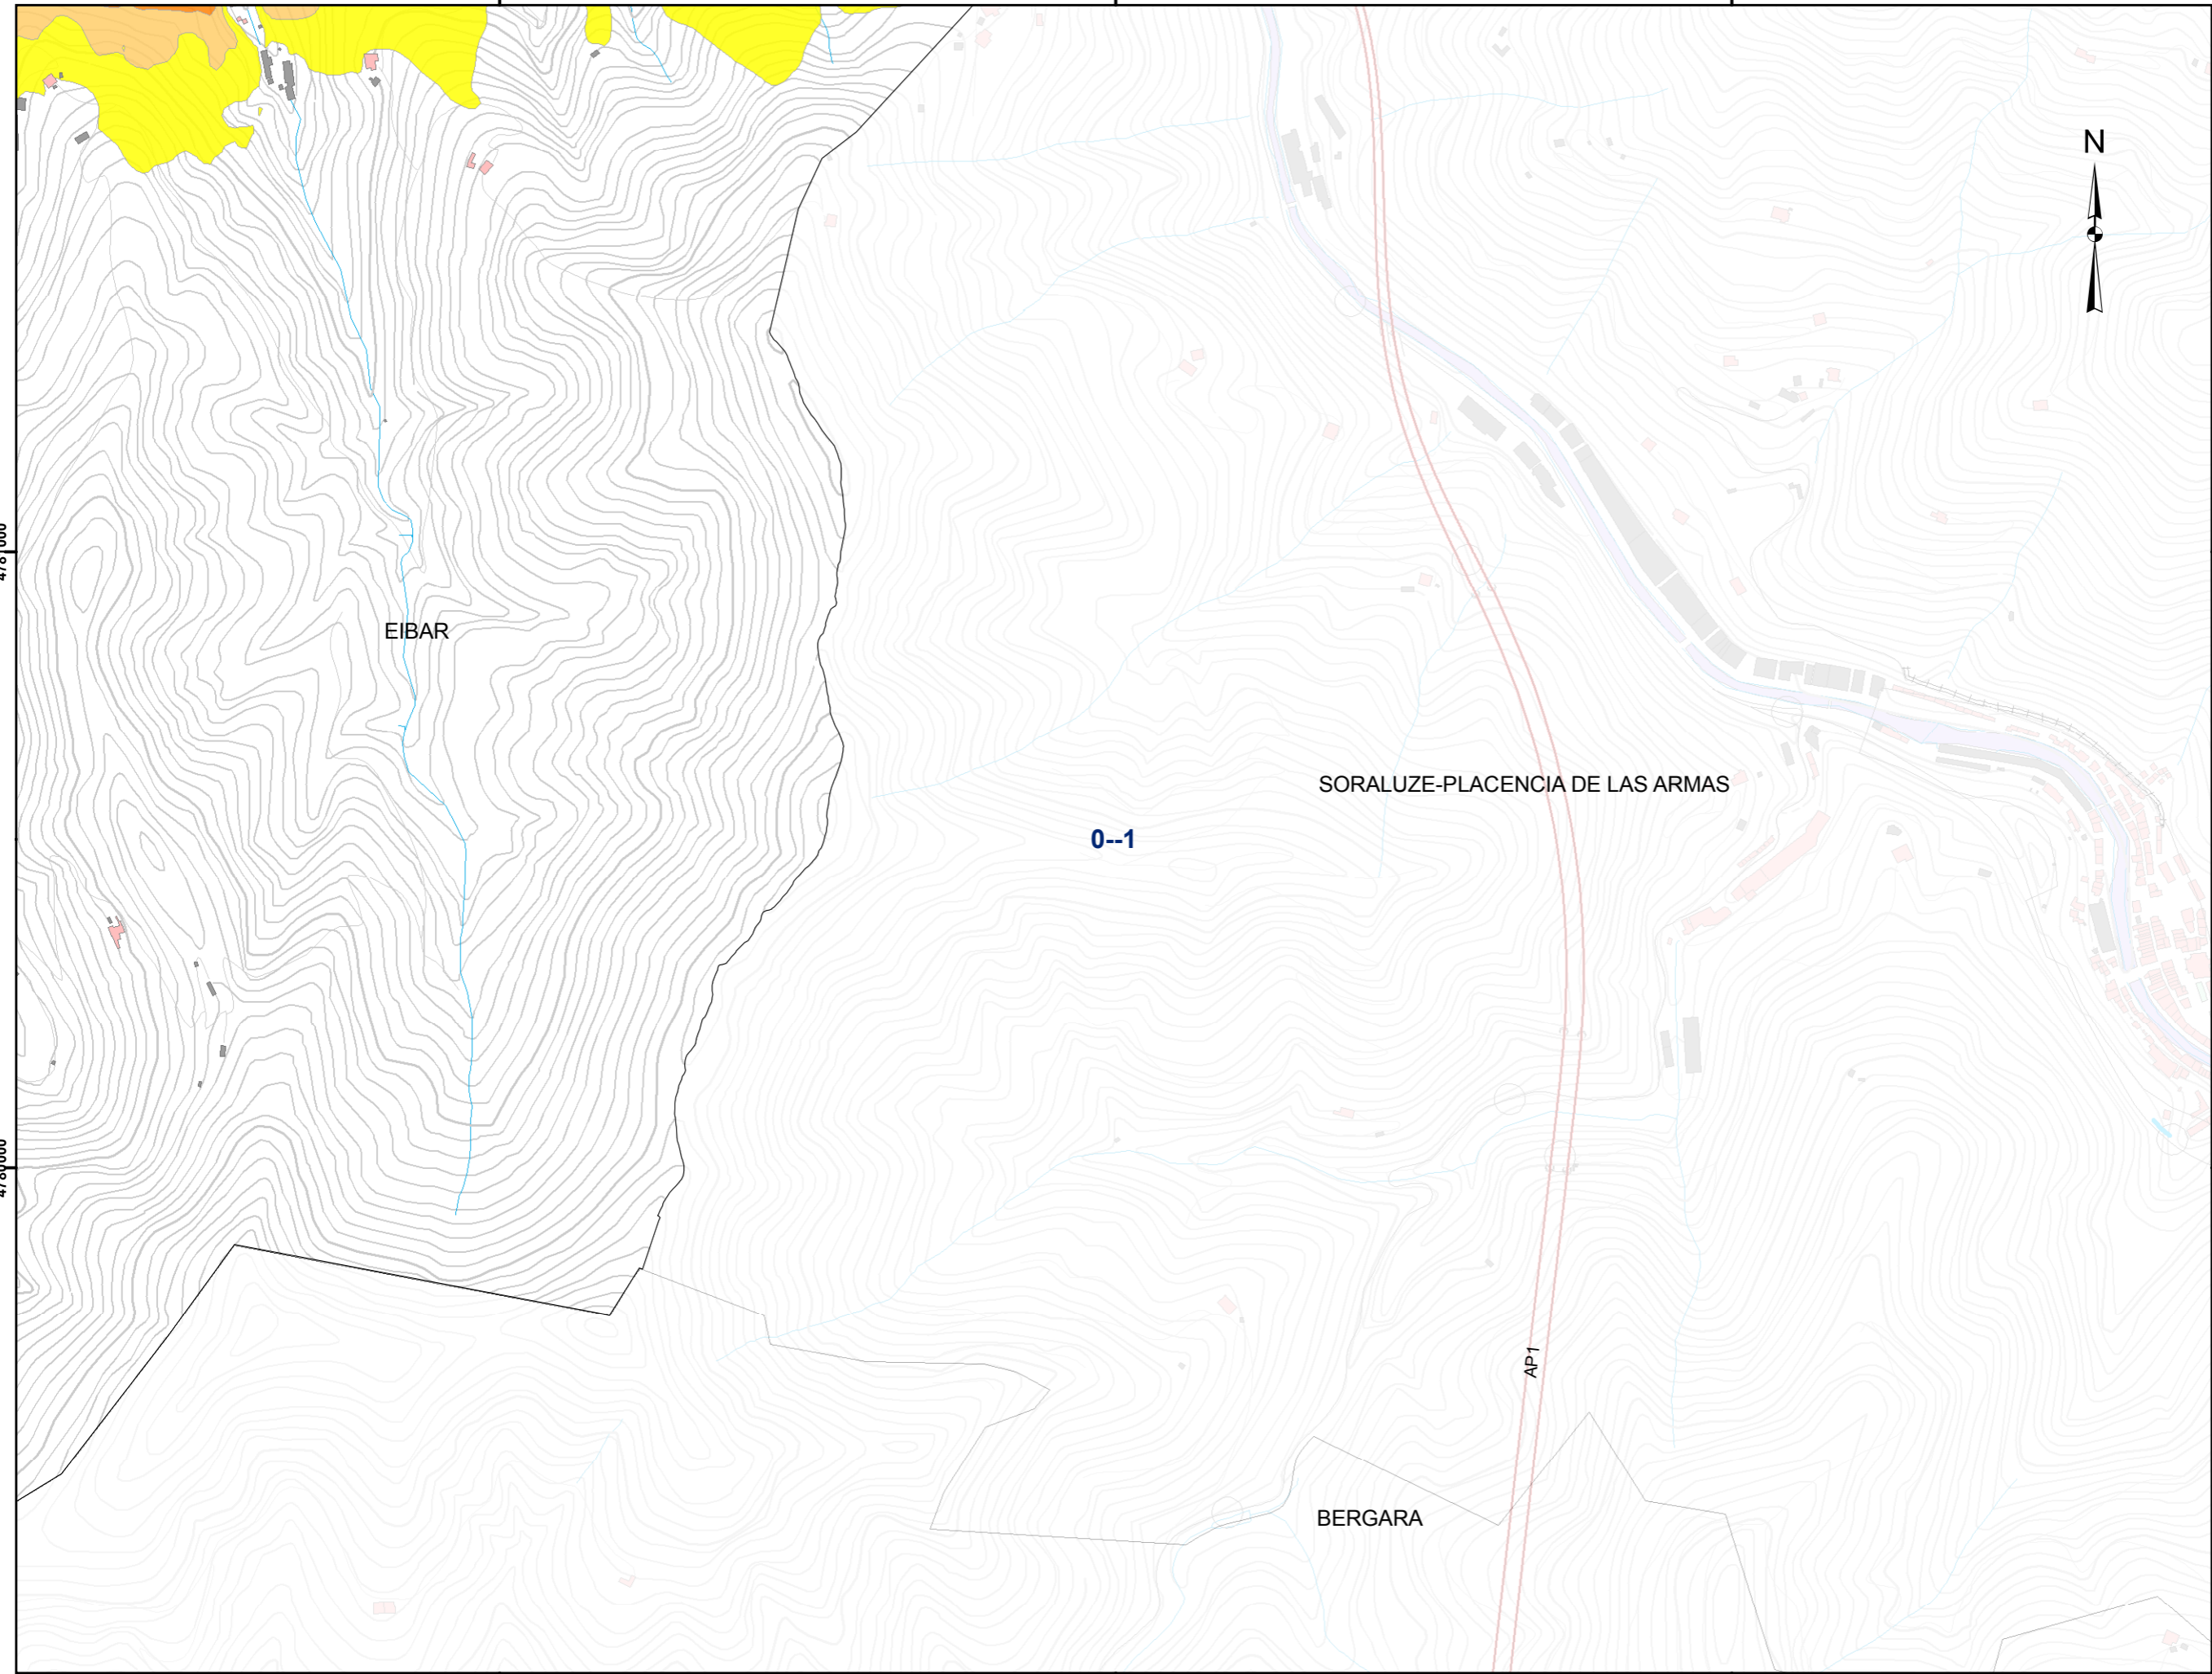 N
EIBAR
SORALUZE-PLACENCIA DE LAS ARMAS
0--1
AP1
BERGARA